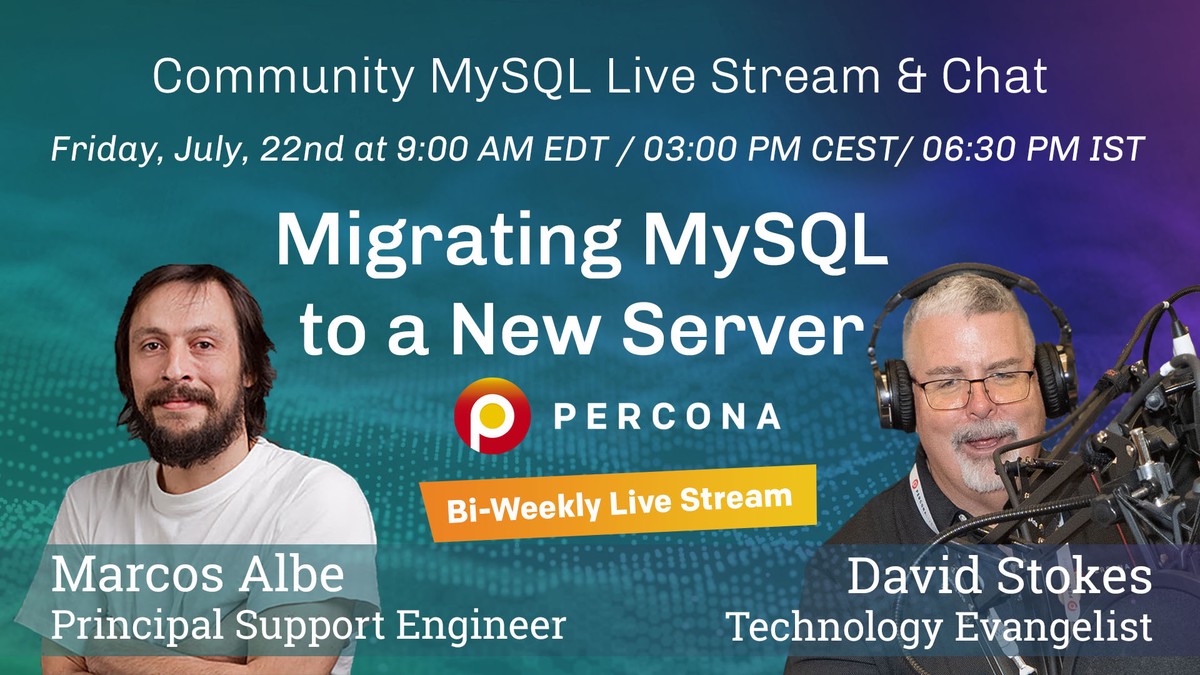 Community MySQL Live Stream & Chat
Friday, July, 22nd at 9:00 AM EDT / 03:00 PM CEST/ 06:30 PM IST
Migrating MySQL
to a New Server
PERCONA
Bi-Weekly Live Stream
Marcos Albe
Principal Support Engineer
David Stokes
Technology Evangelist